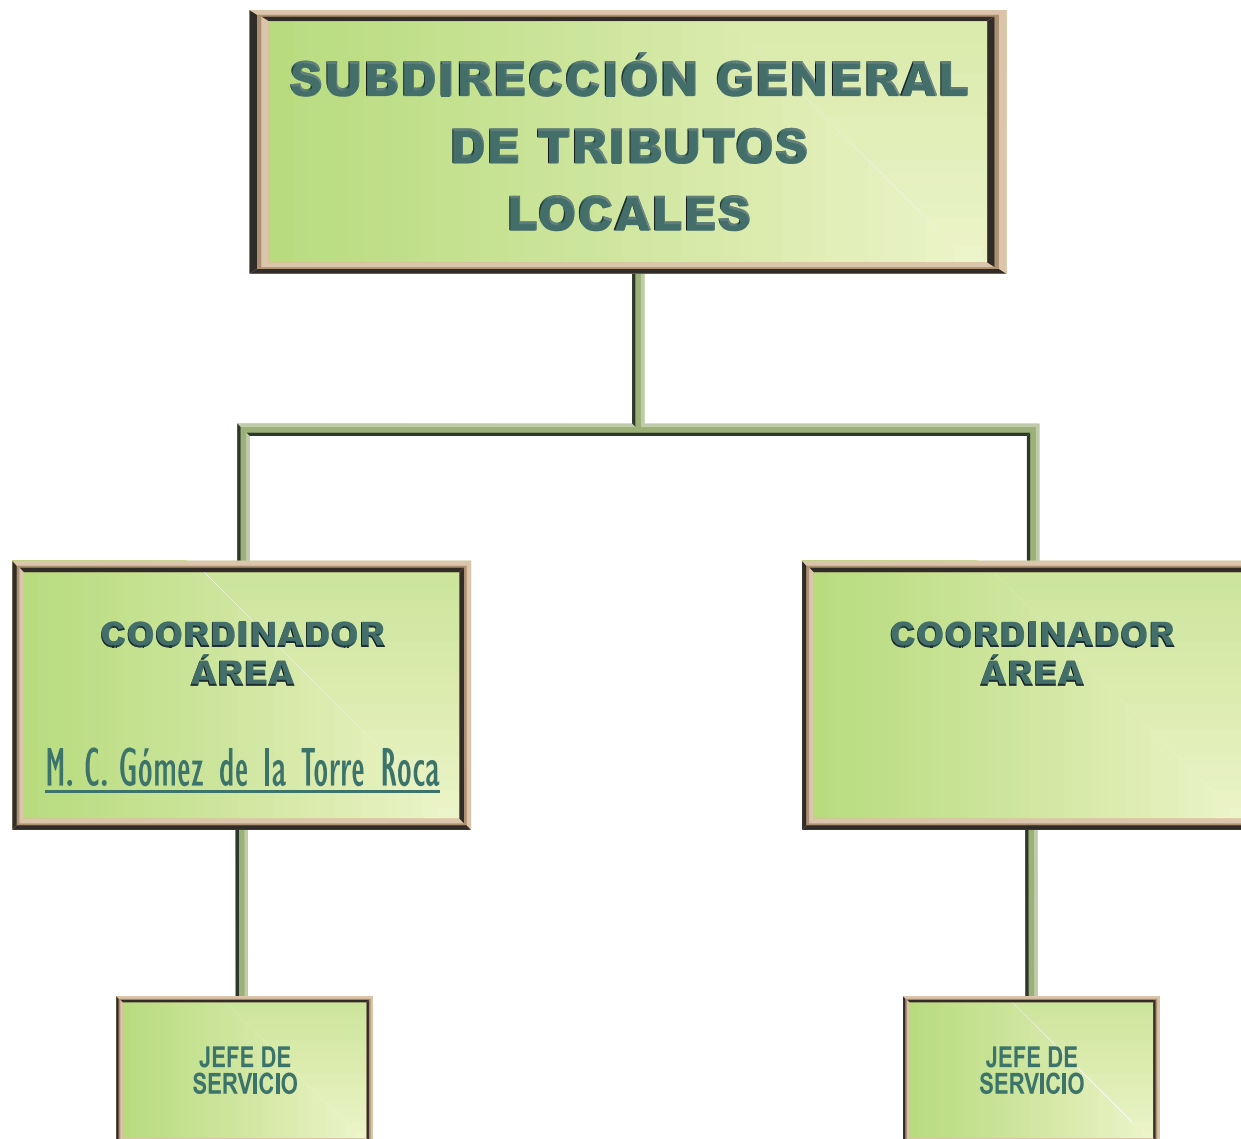 SUBDIRECCIÓN GENERAL
DE TRIBUTOS
LOCALES
COORDINADOR
ÁREA
M. C. Gómez de la Torre Roca
COORDINADOR
ÁREA
JEFE DE
SERVICIO
JEFE DE
SERVICIO